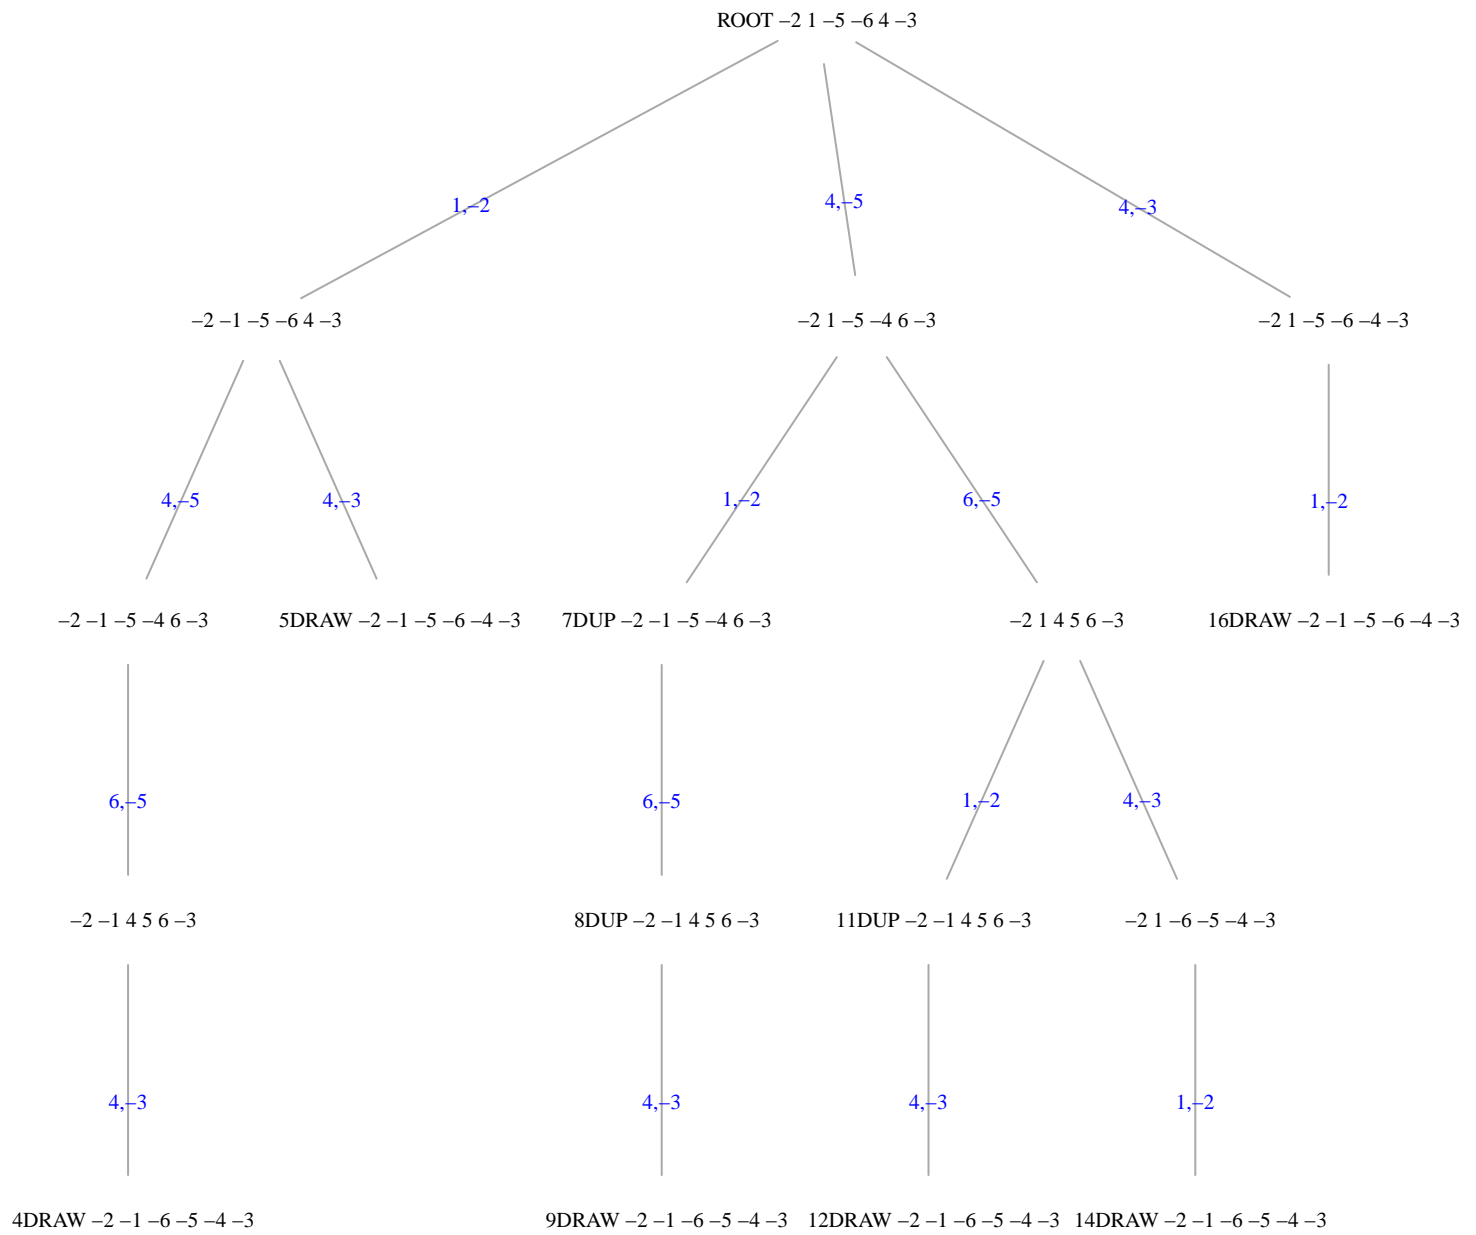 ROOT –2 1 –5 –6 4 –3
1,–2
4,–5
4,–3
–2 –1 –5 –6 4 –3
–2 1 –5 –4 6 –3
–2 1 –5 –6 –4 –3
4,–5
4,–3
1,–2
6,–5
1,–2
–2 –1 –5 –4 6 –3
5DRAW –2 –1 –5 –6 –4 –3
7DUP –2 –1 –5 –4 6 –3
–2 1 4 5 6 –3
16DRAW –2 –1 –5 –6 –4 –3
6,–5
6,–5
1,–2
4,–3
–2 –1 4 5 6 –3
8DUP –2 –1 4 5 6 –3
11DUP –2 –1 4 5 6 –3
–2 1 –6 –5 –4 –3
4,–3
4,–3
4,–3
1,–2
4DRAW –2 –1 –6 –5 –4 –3
9DRAW –2 –1 –6 –5 –4 –3
12DRAW –2 –1 –6 –5 –4 –3
14DRAW –2 –1 –6 –5 –4 –3